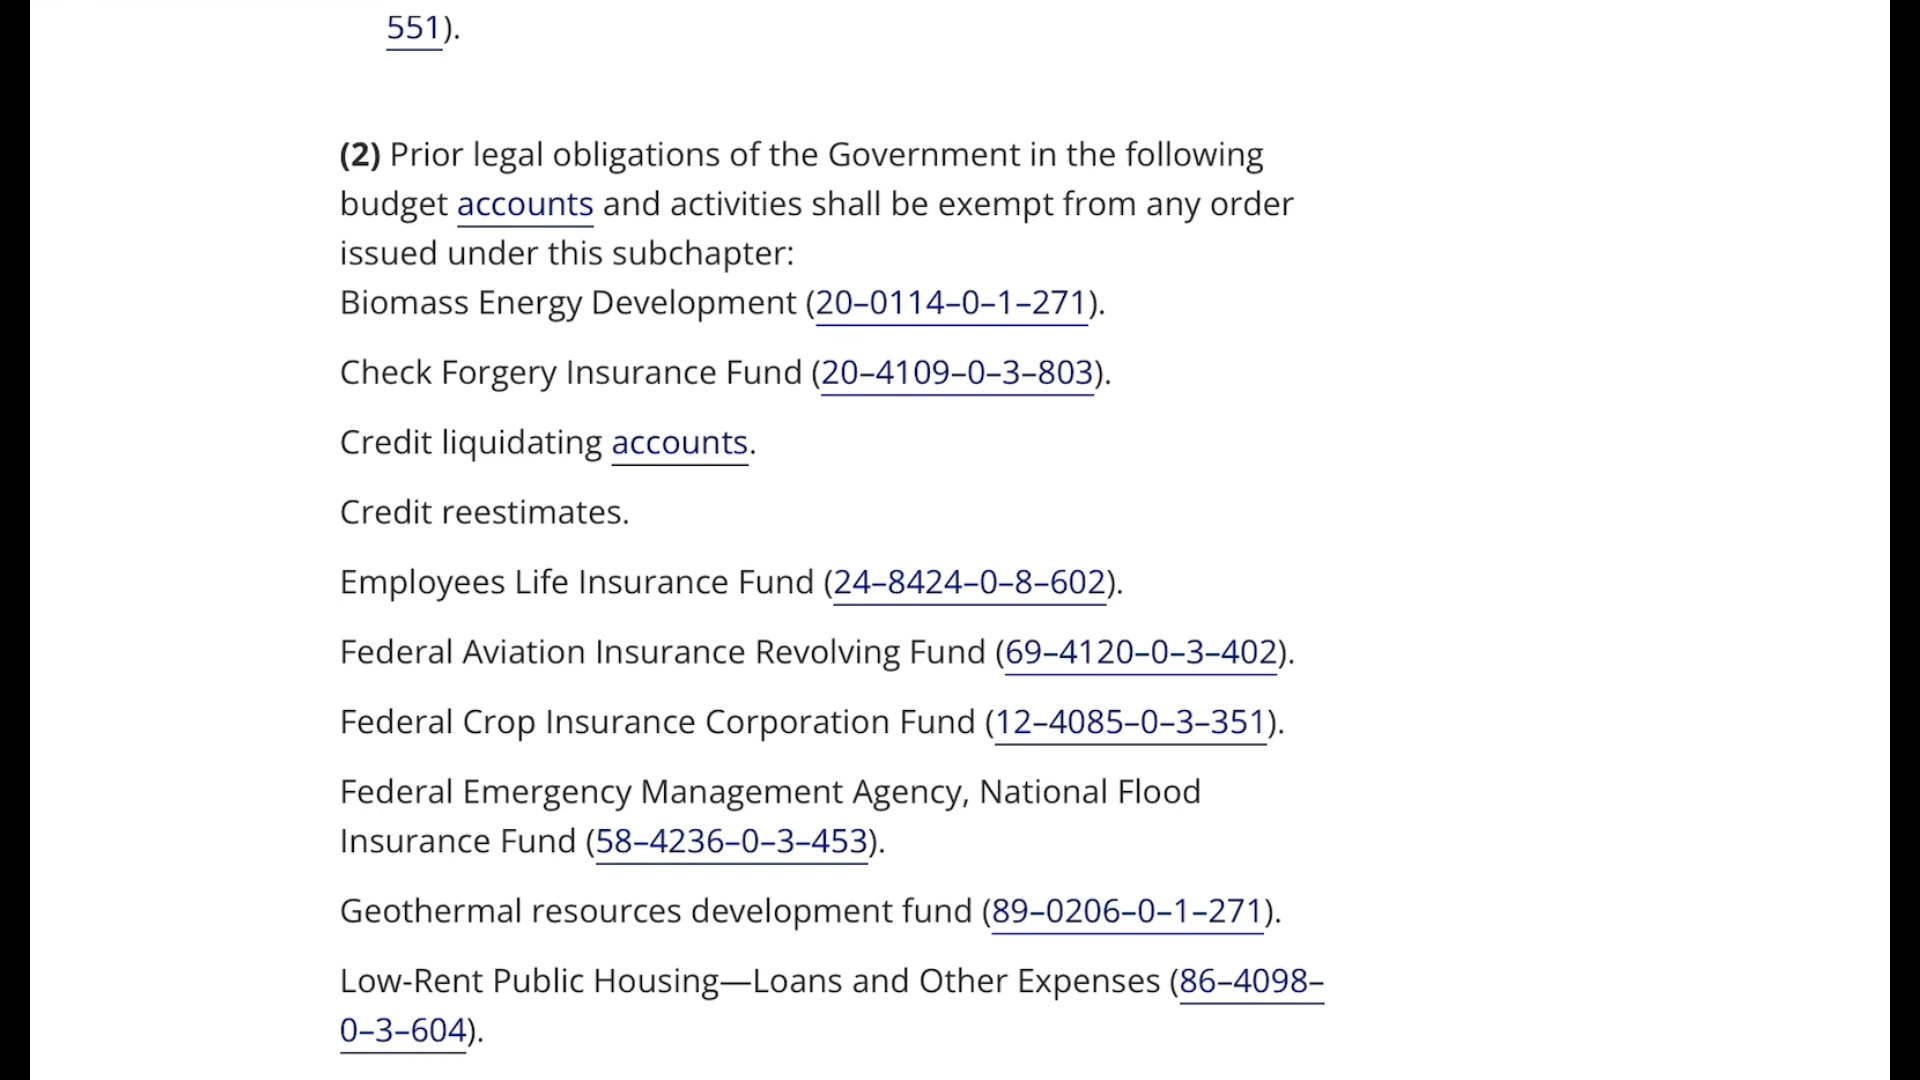 551).
(2) Prior legal obligations of the Government in the following
budget accounts and activities shall be exempt from any order
issued under this subchapter:
Biomass Energy Development (20–0114–0–1–271).
Check Forgery Insurance Fund (20–4109–0–3–803).
Credit liquidating accounts.
Credit reestimates.
Employees Life Insurance Fund (24–8424–0–8–602).
Federal Aviation Insurance Revolving Fund (69–4120–0–3–402).
Federal Crop Insurance Corporation Fund (12–4085–0–3–351).
Federal Emergency Management Agency, National Flood
Insurance Fund (58–4236–0–3–453).
Geothermal resources development fund (89–0206–0–1–271).
Low-Rent Public Housing—Loans and Other Expenses (86–4098–
0–3–604).